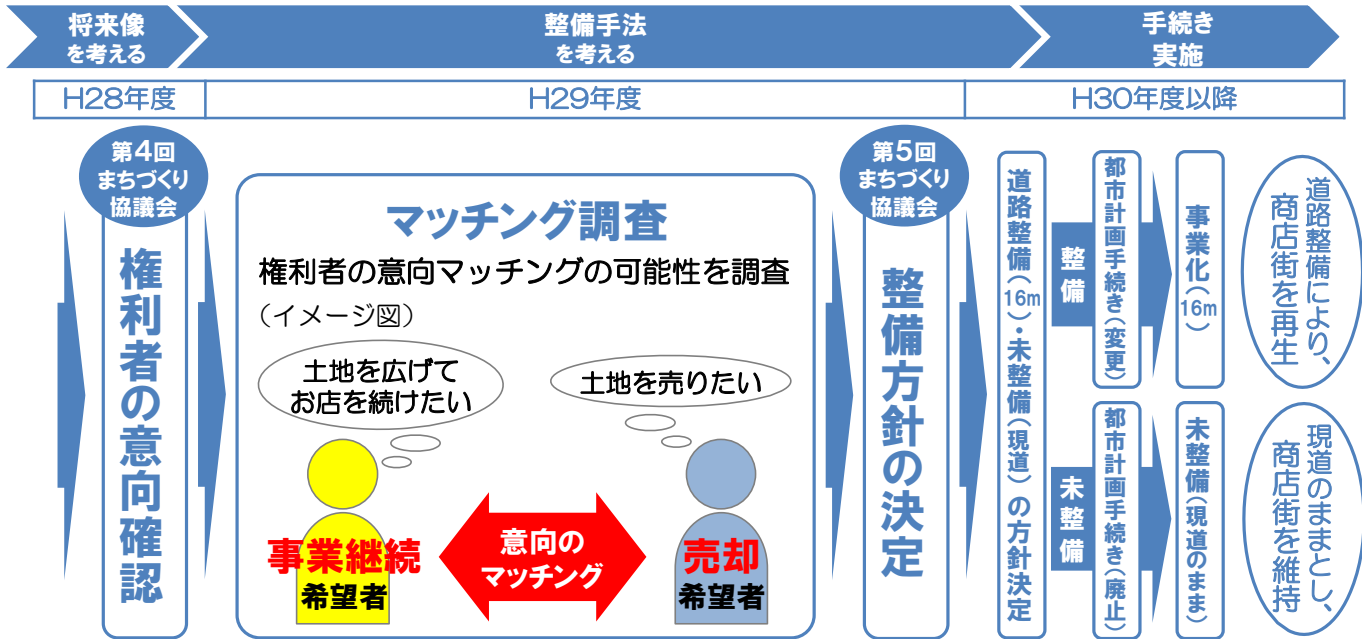 将来像
を考える
整備手法
を考える
手続き
実施
H28年度
H29年度
H30年度以降
第4回
まちづくり
協議会
権利者の意向確認
マッチング調査
権利者の意向マッチングの可能性を調査
（イメージ図）
土地を広げて
お店を続けたい
土地を売りたい
事業継続
希望者
意向の
マッチング
売却
希望者
第5回
まちづくり
協議会
整備方針の決定
道路整備（16m）・未整備（現道）の方針決定
整備
都市計画手続き（変更）
事業化（16m）
道路整備により、
商店街を再生
未整備
都市計画手続き（廃止）
未整備（現道のまま）
現道のままとし、
商店街を維持